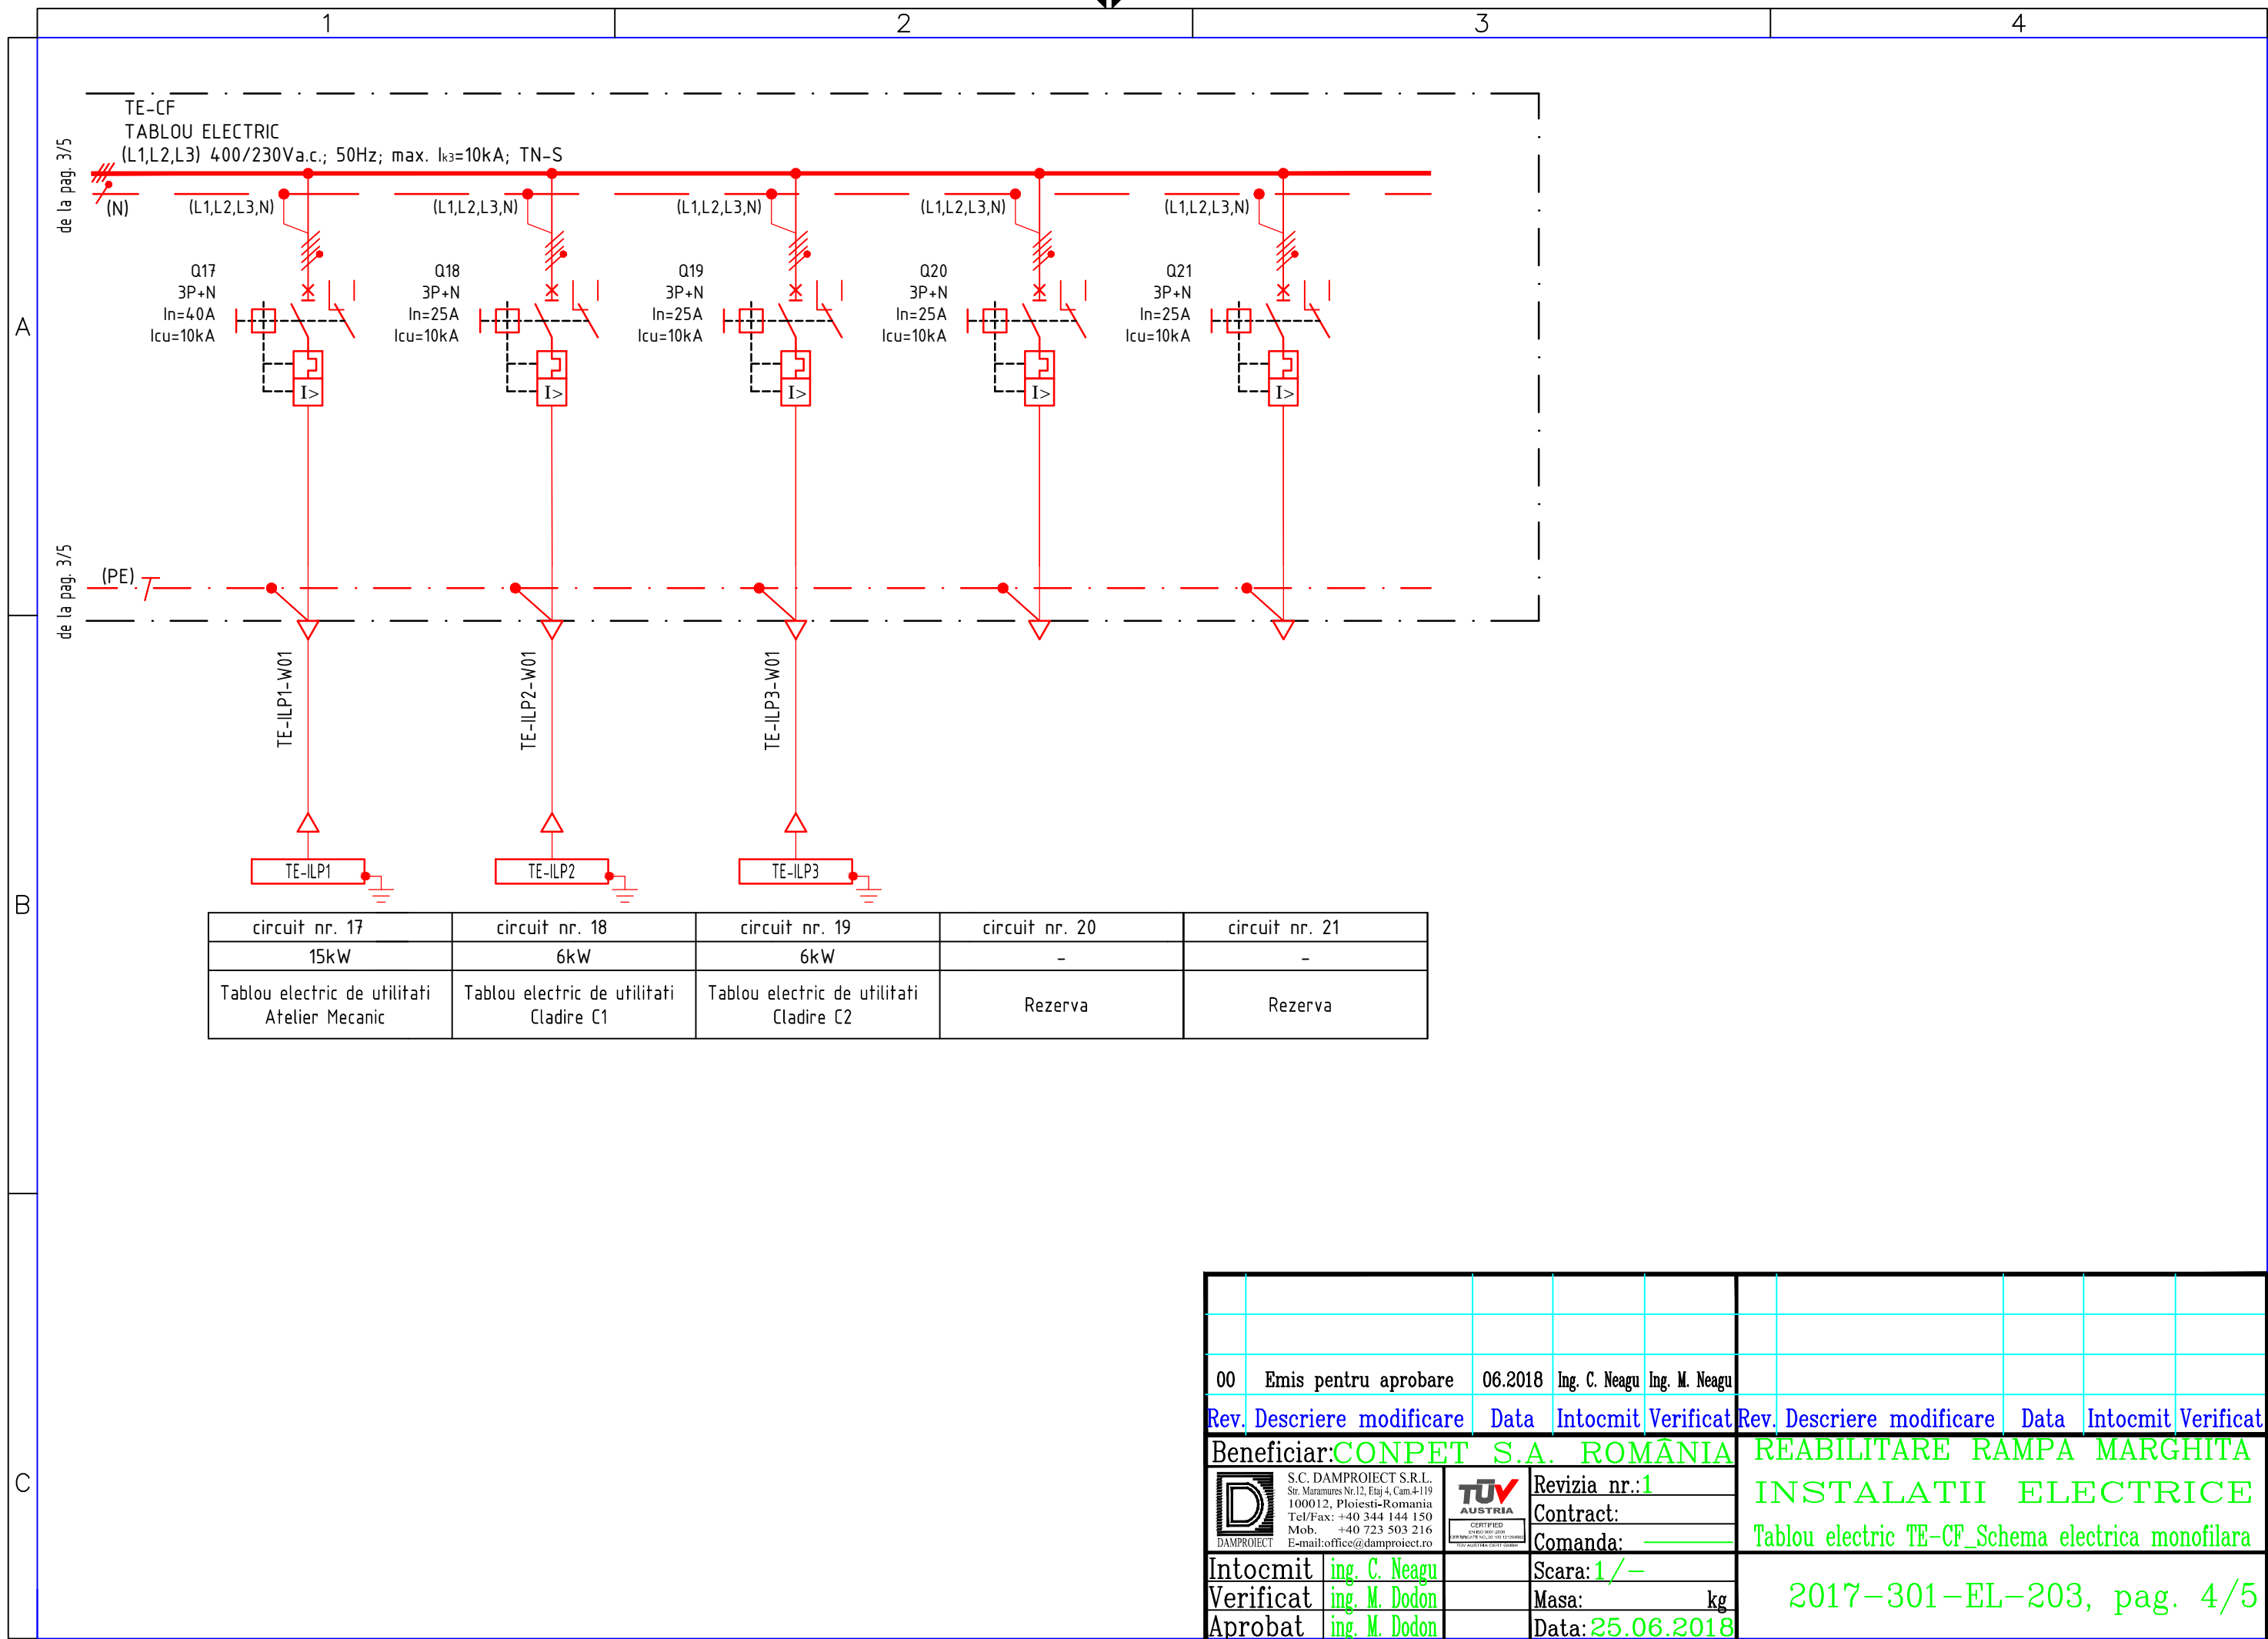 1 2 3 4
TE-CF
TABLOU ELECTRIC
(L1,L2,L3) 400/230Va.c.; 50Hz; max. Ik3=10kA; TN-S
de la pag. 3/5
(N)
(L1,L2,L3,N) (L1,L2,L3,N) (L1,L2,L3,N) (L1,L2,L3,N) (L1,L2,L3,N)
Q17 Q18 Q19 Q20 Q21
3P+N 3P+N 3P+N 3P+N 3P+N
In=40A In=25A In=25A In=25A In=25A
Icu=10kA Icu=10kA Icu=10kA Icu=10kA Icu=10kA
A
I> I> I> I> I>
de la pag. 3/5
(PE)
TE-ILP1-W01 TE-ILP2-W01 TE-ILP3-W01
TE-ILP1 TE-ILP2 TE-ILP3
B
circuit nr. 17 circuit nr. 18 circuit nr. 19 circuit nr. 20 circuit nr. 21
15kW 6kW 6kW - -
Tablou electric de utilitati Tablou electric de utilitati Tablou electric de utilitati Rezerva Rezerva
Atelier Mecanic Cladire C1 Cladire C2
00 Emis pentru aprobare 06.2018 Ing. C. Neagu Ing. M. Neagu
Rev. Descriere modificare Data Intocmit Verificat Rev. Descriere modificare Data Intocmit Verificat
Beneficiar: CONPET S.A. ROMÂNIA
REABILITARE RAMPA MARGHITA
INSTALATII ELECTRICE
Tablou electric TE-CF_Schema electrica monofilara
C
DAMPROIECT
S.C. DAMPROIECT S.R.L.
Str. Maramures Nr.12, Etaj 4, Cam.4-119
100012, Ploiesti-Romania
Tel/Fax: +40 344 144 150
Mob. +40 723 503 216
E-mail:office@damproiect.ro
TÜV
AUSTRIA
CERTIFIED
Revizia nr.: 1
Contract:
Comanda:
Intocmit ing. C. Neagu Scara: 1/-
Verificat ing. M. Dodon Masa: kg
Aprobat ing. M. Dodon Data: 25.06.2018
2017-301-EL-203, pag. 4/5